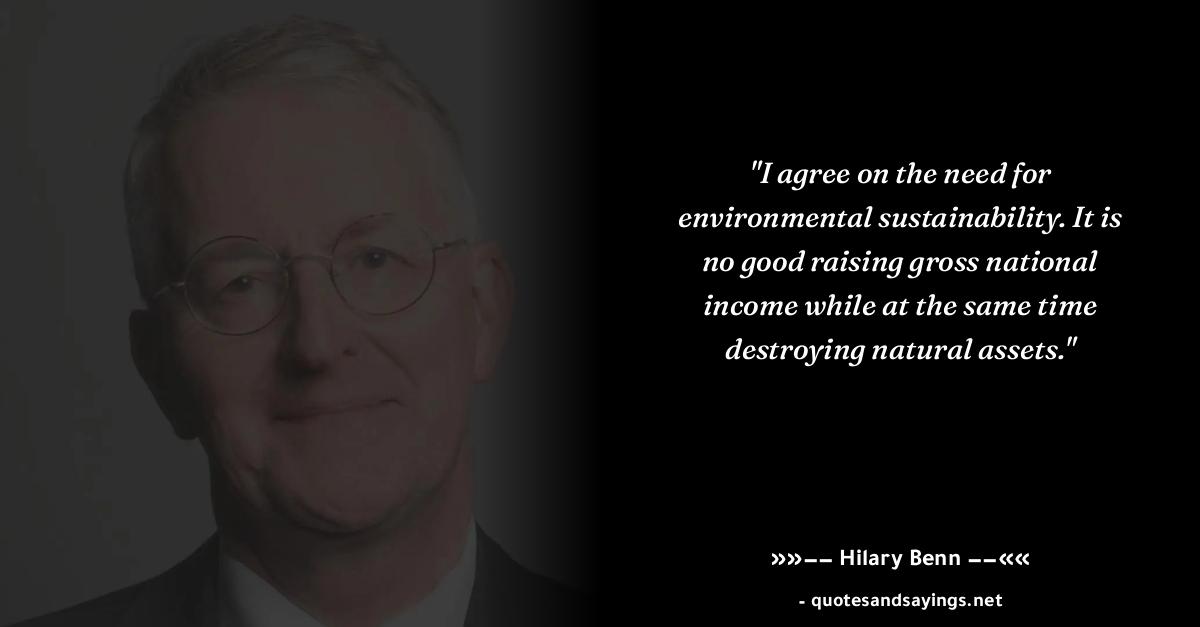 "I agree on the need for
environmental sustainability. It is
no good raising gross national
income while at the same time
destroying natural assets."
»»–– Hilary Benn ––««
- quotesandsayings.net